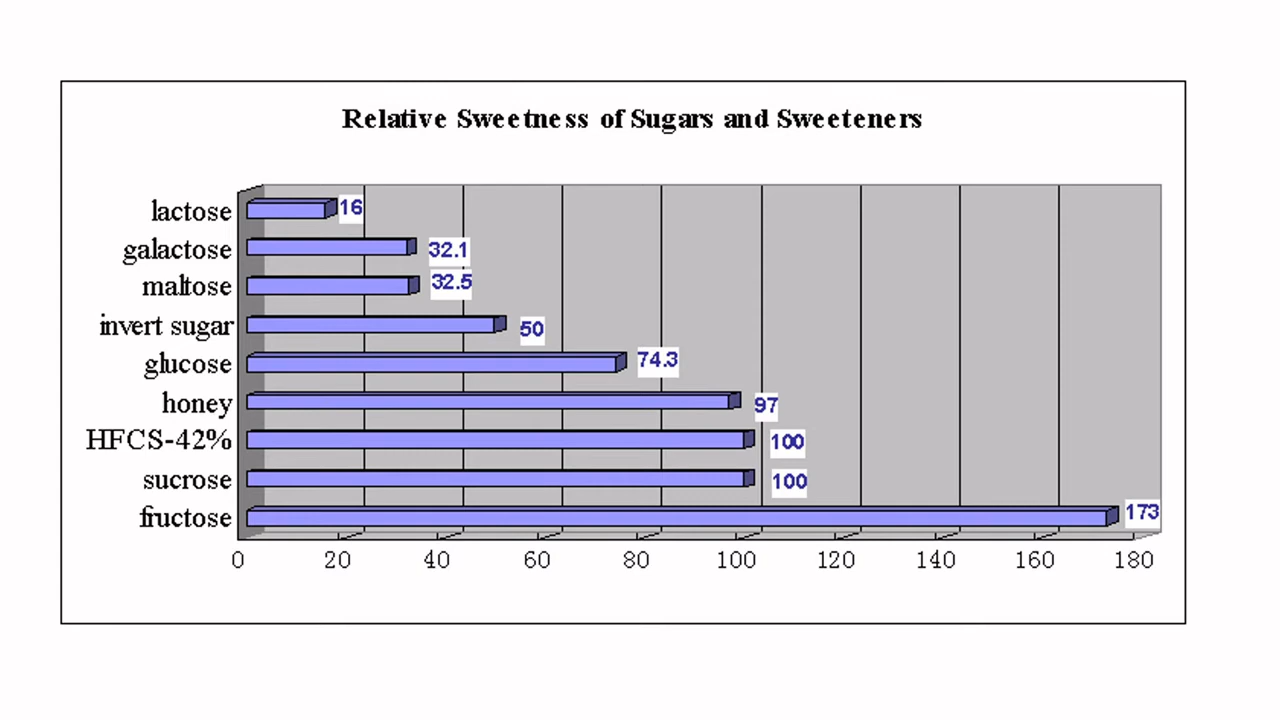 Relative Sweetness of Sugars and Sweeteners
lactose 16
galactose 32.1
maltose 32.5
invert sugar 50
glucose 74.3
honey 97
HFCS-42% 100
sucrose 100
fructose 173
0 20 40 60 80 100 120 140 160 180